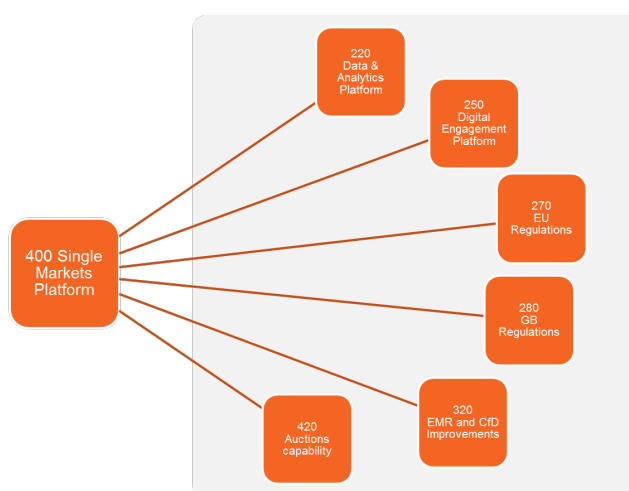 220
Data &
Analytics
Platform
250
Digital
Engagement
Platform
270
EU
Regulations
400 Single
Markets
Platform
280
GB
Regulations
320
EMR and CfD
Improvements
420
Auctions
capability